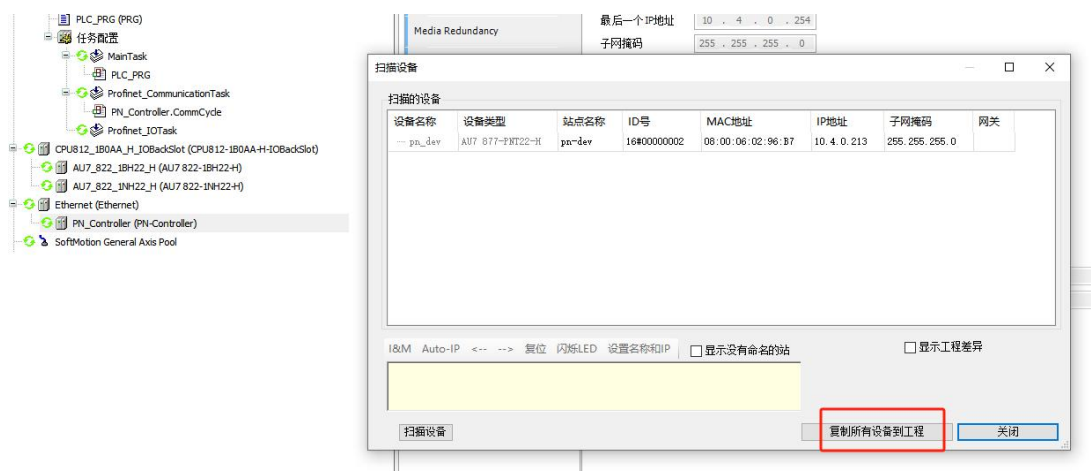 PLC_PRG (PRG)
任务配置
MainTask
PLC_PRG
Profinet_CommunicationTask
PN_Controller.CommCycle
Profinet_IOTask
CPU812_1B0AA_H_IOBackSlot (CPU812-1B0AA-H-IOBackSlot)
AU7_822_1BH22_H (AU7 822-1BH22-H)
AU7_822_1NH22_H (AU7 822-1NH22-H)
Ethernet (Ethernet)
PN_Controller (PN-Controller)
SoftMotion General Axis Pool
Media Redundancy
最后一个IP地址 10 . 4 . 0 . 254
子网掩码 255 . 255 . 255 . 0
扫描设备
扫描的设备
设备名称 设备类型 站点名称 ID号 MAC地址 IP地址 子网掩码 网关
pn_dev AU7 877-PNT22-H pn-dev 16#00000002 08:00:06:02:96:B7 10.4.0.213 255.255.255.0
I&M Auto-IP <-- --> 复位 闪烁LED 设置名称和IP 显示没有命名的站 显示工程差异
扫描设备 复制所有设备到工程 关闭